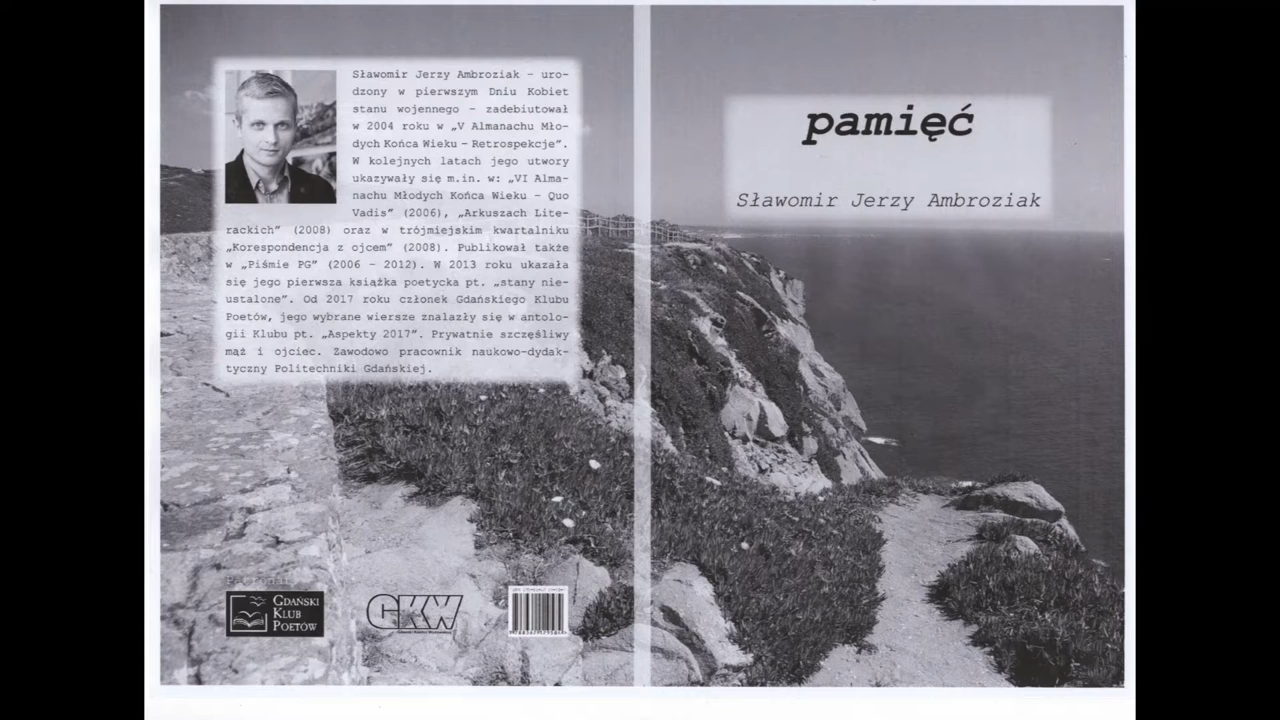 Sławomir Jerzy Ambroziak – uro-
dzony w pierwszym Dniu Kobiet
stanu wojennego – zadebiutował
w 2004 roku w „V Almanachu Mło-
dych Końca Wieku – Retrospekcje”.
W kolejnych latach jego utwory
ukazywały się m.in. w: „VI Alma-
nachu Młodych Końca Wieku – Quo
Vadis” (2006), „Arkuszach Lite-
rackich” (2008) oraz w trójmiejskim kwartalniku
„Korespondencja z ojcem” (2008). Publikował także
w „Piśmie PG” (2006 – 2012). W 2013 roku ukazała
się jego pierwsza książka poetycka pt. „stany nie-
ustalone”. Od 2017 roku członek Gdańskiego Klubu
Poetów, jego wybrane wiersze znalazły się w antolo-
gii Klubu pt. „Aspekty 2017”. Prywatnie szczęśliwy
mąż i ojciec. Zawodowo pracownik naukowo-dydak-
tyczny Politechniki Gdańskiej.
GDAŃSKI
KLUB
POETÓW
GKW
pamięć
Sławomir Jerzy Ambroziak